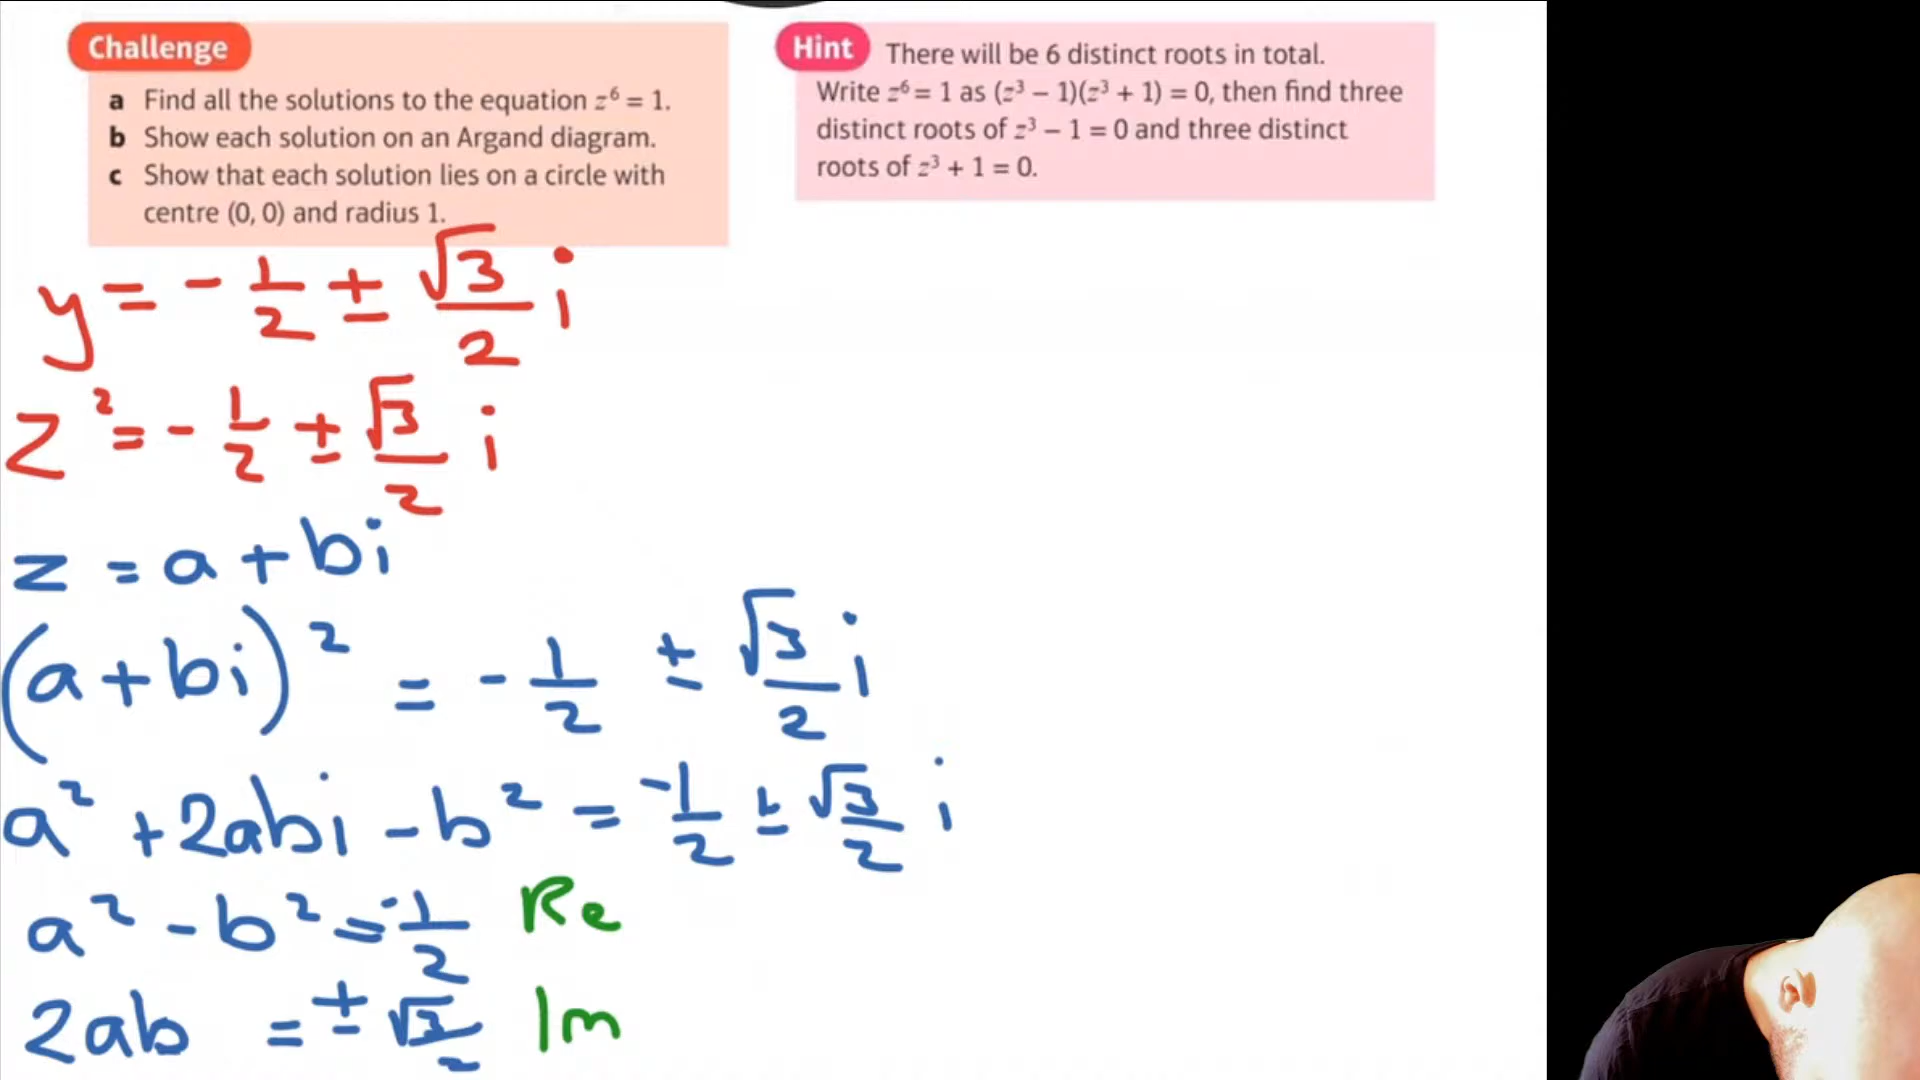 Challenge
a Find all the solutions to the equation z⁶ = 1.
b Show each solution on an Argand diagram.
c Show that each solution lies on a circle with
centre (0, 0) and radius 1.
Hint There will be 6 distinct roots in total.
Write z⁶ = 1 as (z³ − 1)(z³ + 1) = 0, then find three
distinct roots of z³ − 1 = 0 and three distinct
roots of z³ + 1 = 0.
y = - 1/2 ± √3/2 i
z² = - 1/2 ± √3/2 i
z = a + bi
(a + bi)² = - 1/2 ± √3/2 i
a² + 2abi - b² = -1/2 ± √3/2 i
a² - b² = -1/2 Re
2ab = ± √3/2 Im